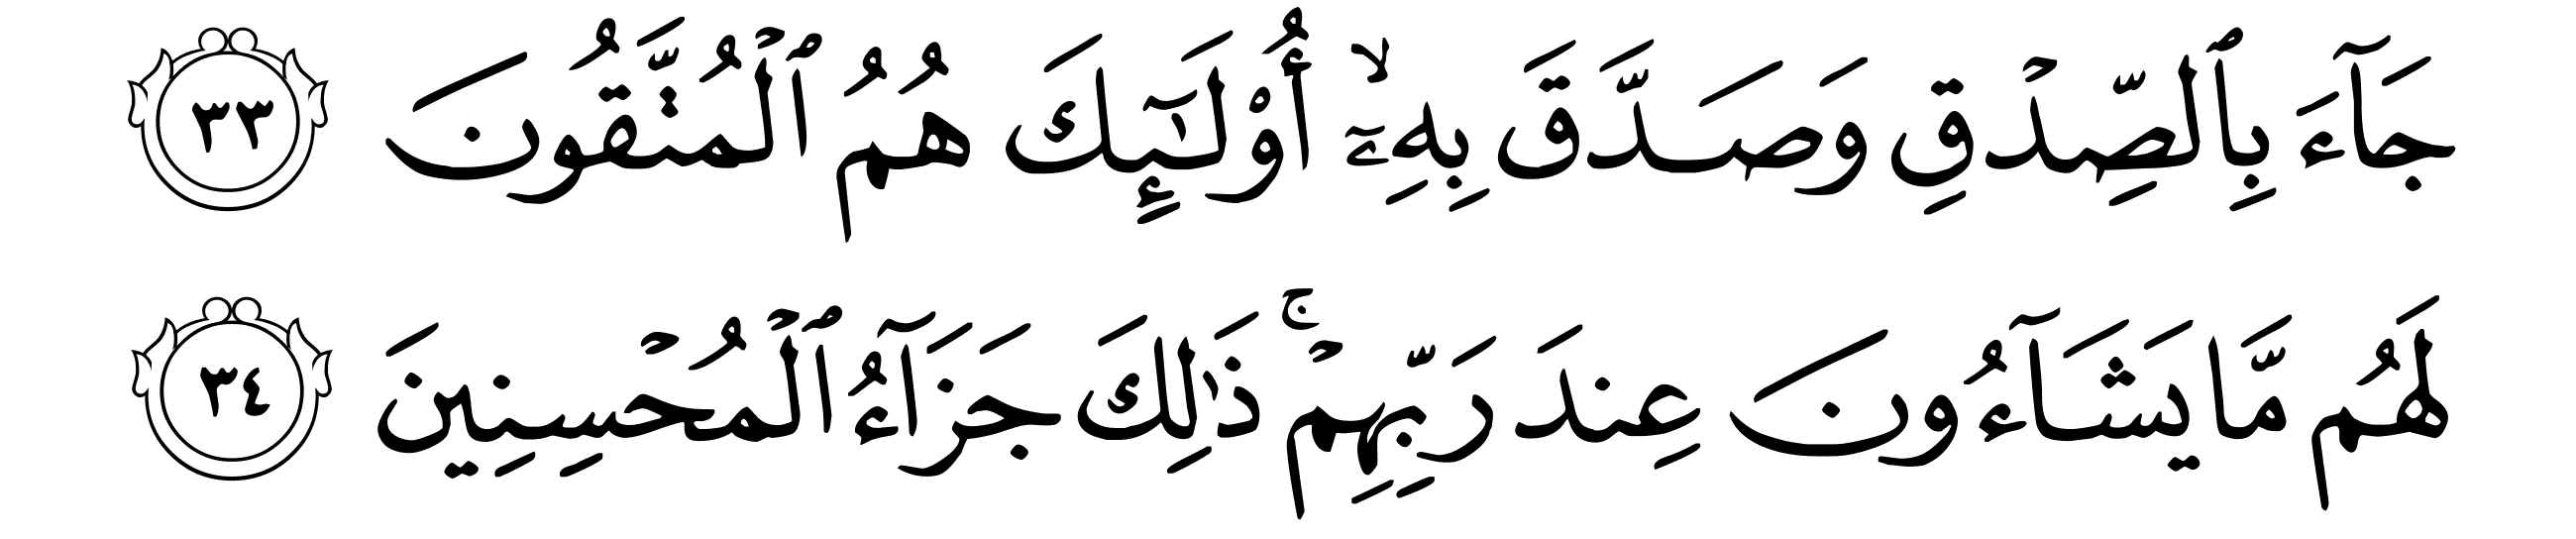 جَآءَ بِٱلصِّدْقِ وَصَدَّقَ بِهِۦٓ ۙ أُو۟لَـٰٓئِكَ هُمُ ٱلْمُتَّقُونَ ٣٣
لَهُم مَّا يَشَآءُونَ عِندَ رَبِّهِمْ ۚ ذَٰلِكَ جَزَآءُ ٱلْمُحْسِنِينَ ٣٤